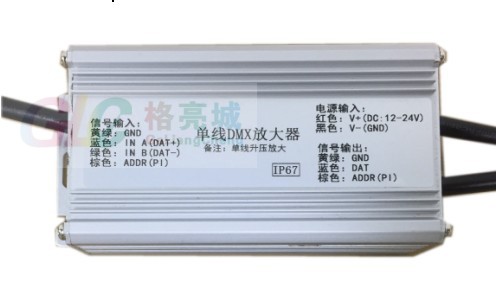 信号输入:
黄绿: GND
蓝色: IN A(DAT+)
绿色: IN B(DAT-)
棕色: ADDR(PI)
GLC 格亮城
单线DMX放大器
备注: 单线升压放大
IP67
电源输入:
红色: V+(DC:12-24V)
黑色: V-(GND)
信号输出:
黄绿: GND
蓝色: DAT
棕色: ADDR(PI)